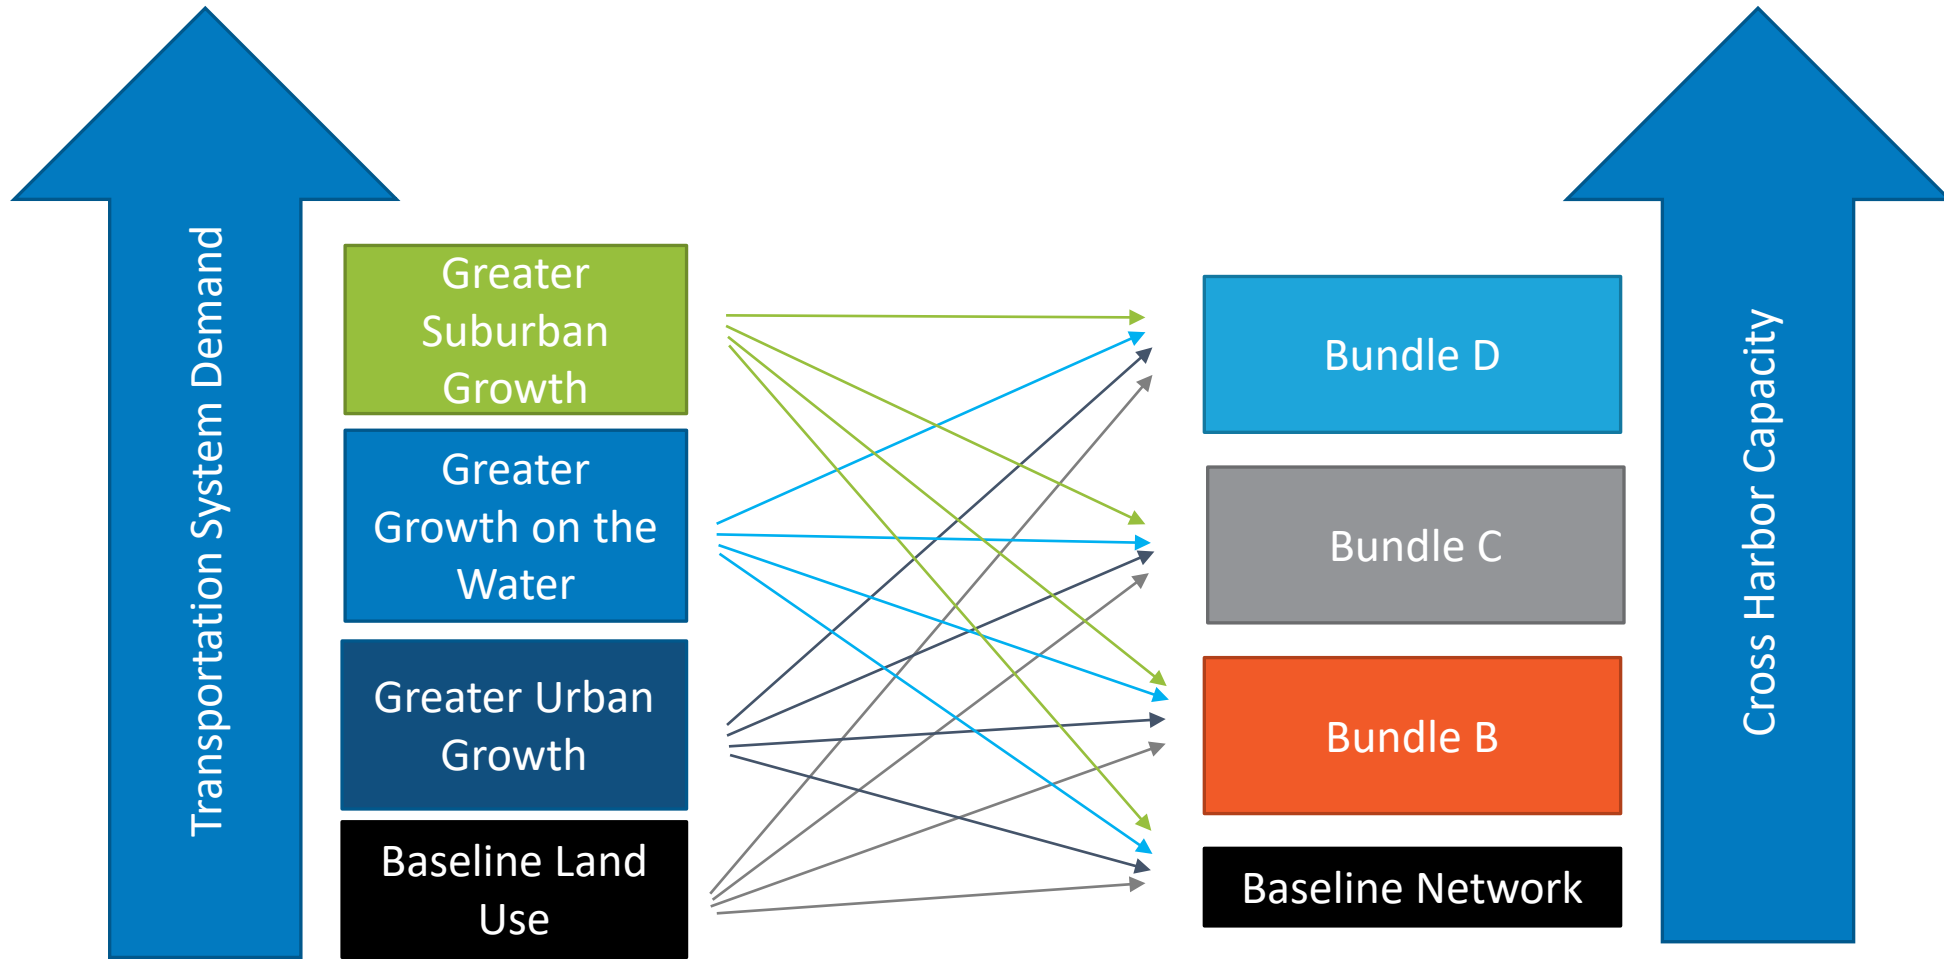 Transportation System Demand
Greater
Suburban
Growth
Greater
Growth on the
Water
Greater Urban
Growth
Baseline Land
Use
Bundle D
Bundle C
Bundle B
Baseline Network
Cross Harbor Capacity